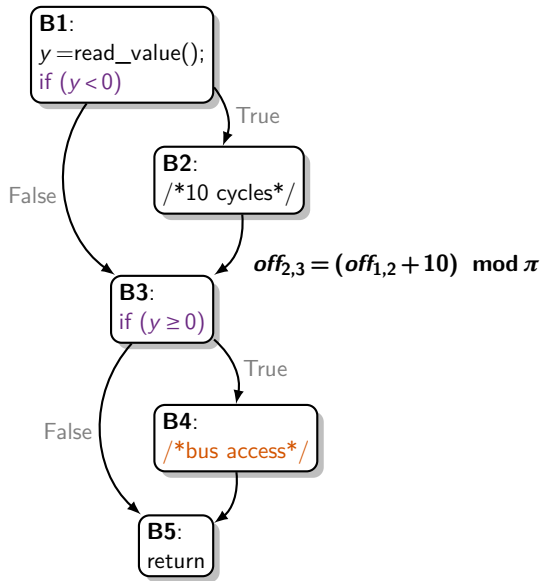 B1:
y =read_value();
if (y < 0)
True
B2:
/*10 cycles*/
False
off2,3 = (off1,2 + 10) mod π
B3:
if (y ≥ 0)
True
B4:
/*bus access*/
False
B5:
return